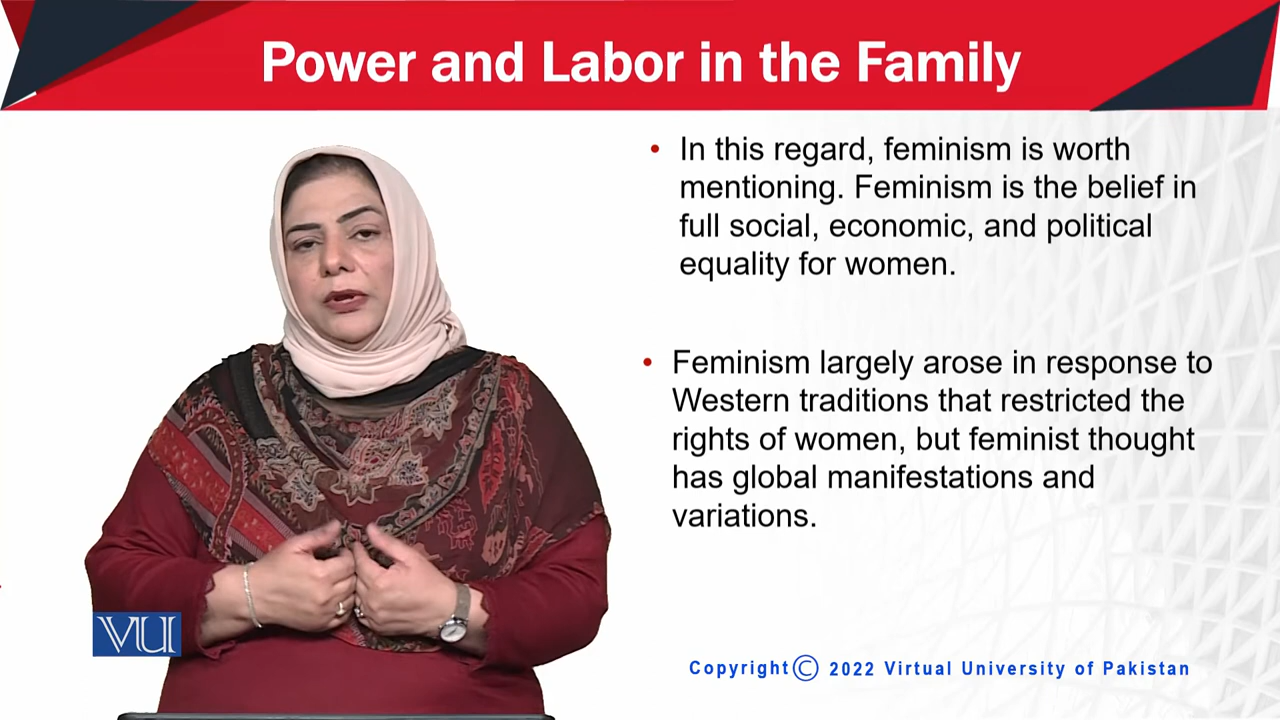 Power and Labor in the Family
• In this regard, feminism is worth
mentioning. Feminism is the belief in
full social, economic, and political
equality for women.
• Feminism largely arose in response to
Western traditions that restricted the
rights of women, but feminist thought
has global manifestations and
variations.
VU
Copyright© 2022 Virtual University of Pakistan